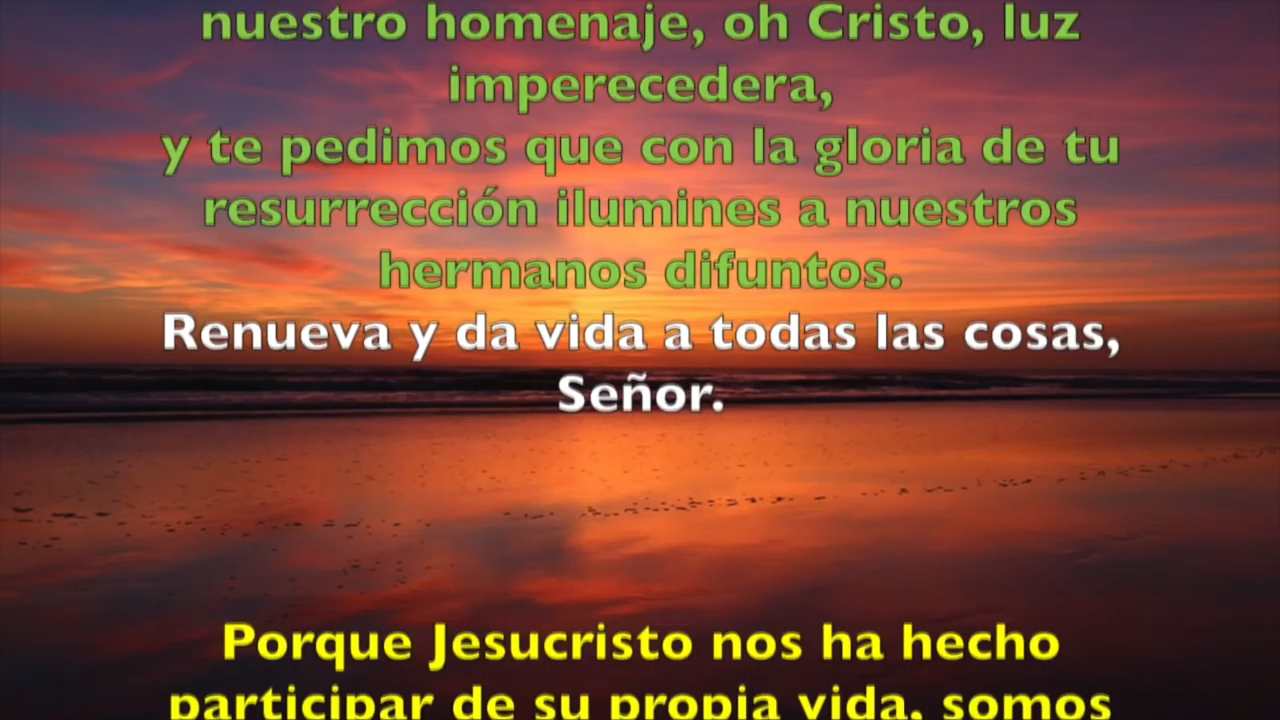 nuestro homenaje, oh Cristo, luz
imperecedera,
y te pedimos que con la gloria de tu
resurrección ilumines a nuestros
hermanos difuntos.
Renueva y da vida a todas las cosas,
Señor.
Porque Jesucristo nos ha hecho
participar de su propia vida, somos